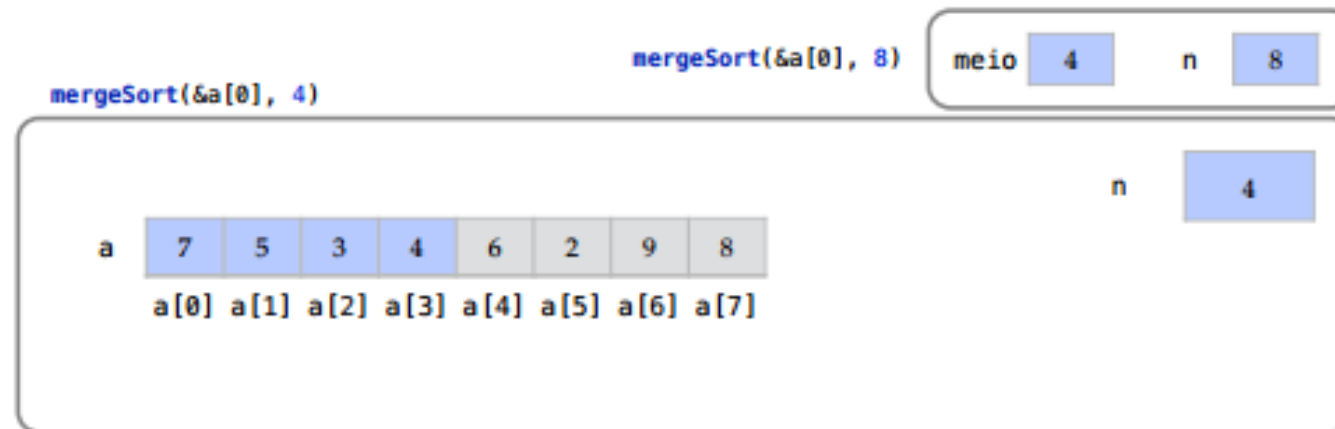 mergeSort(&a[0], 8) meio 4 n 8
mergeSort(&a[0], 4)
n 4
a 7 5 3 4 6 2 9 8
a[0] a[1] a[2] a[3] a[4] a[5] a[6] a[7]